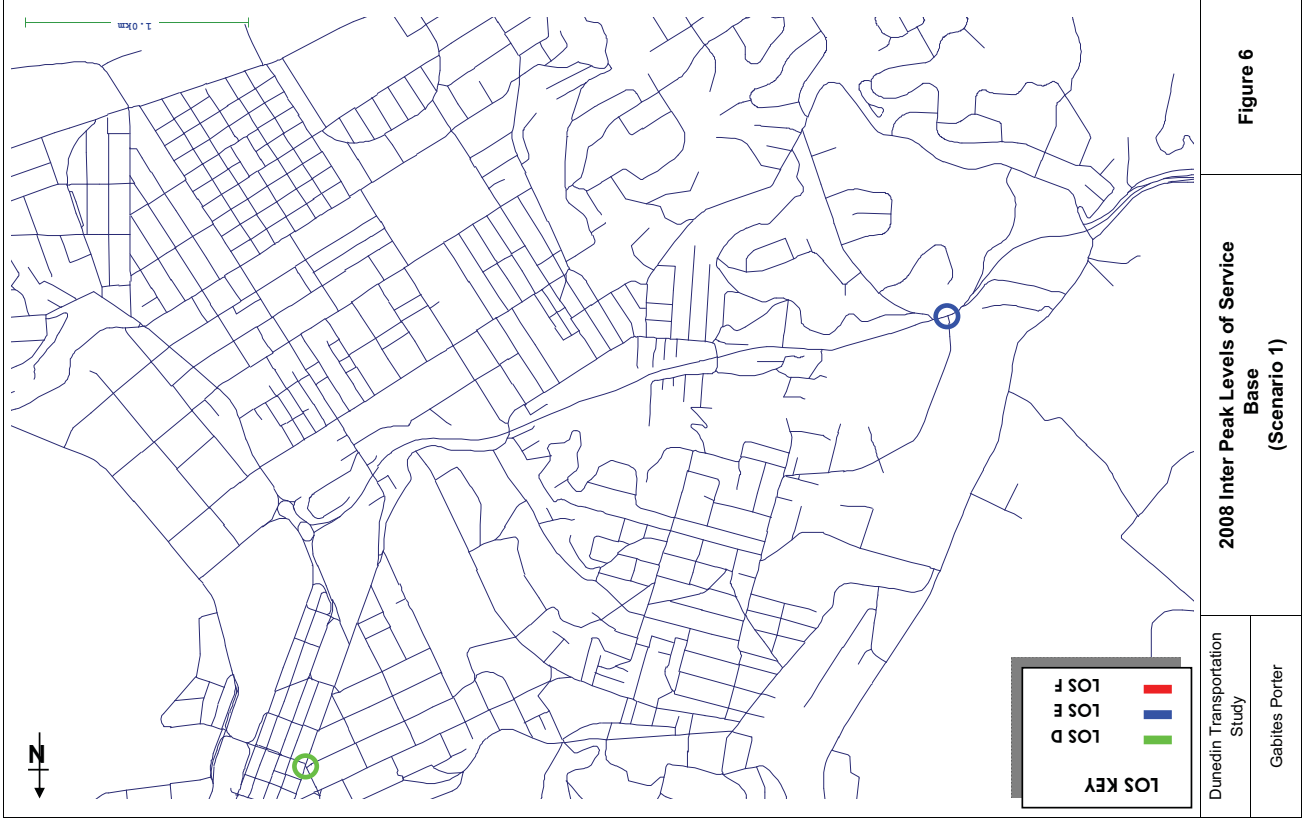 1.0km
N
LOS KEY
LOS D
LOS E
LOS F
Dunedin Transportation
Study
Gabites Porter
2008 Inter Peak Levels of Service
Base
(Scenario 1)
Figure 6